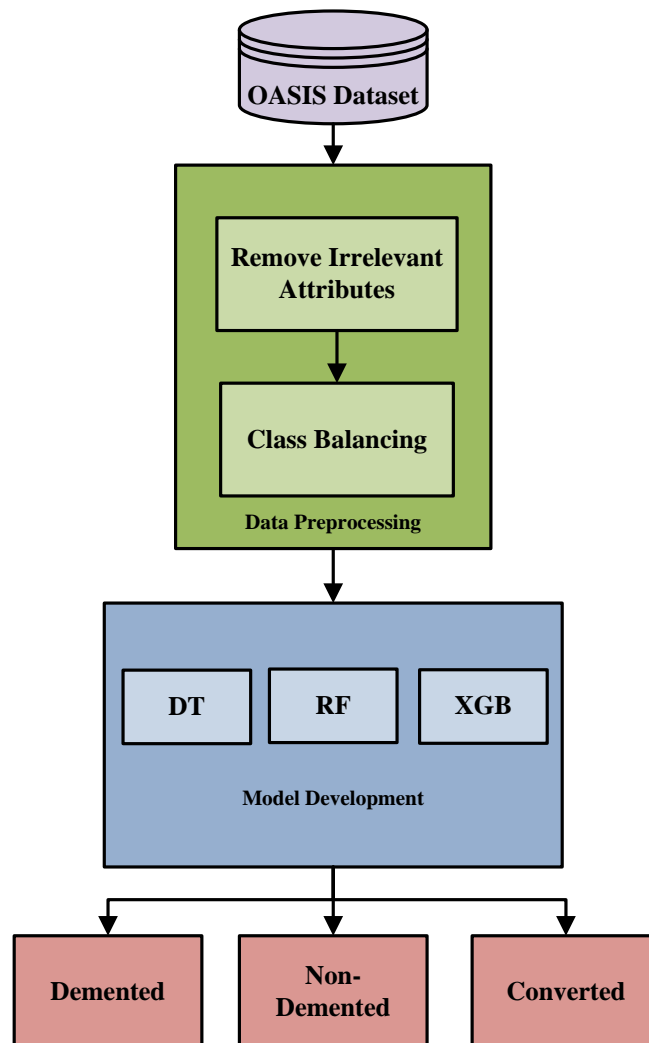 OASIS Dataset
Remove Irrelevant
Attributes
Class Balancing
Data Preprocessing
DT
RF
XGB
Model Development
Demented
Non-
Demented
Converted